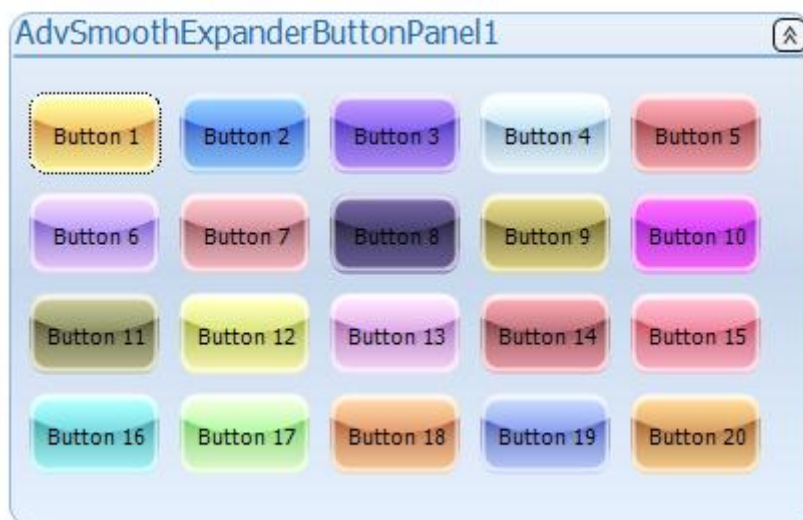 AdvSmoothExpanderButtonPanel1
Button 1 Button 2 Button 3 Button 4 Button 5
Button 6 Button 7 Button 8 Button 9 Button 10
Button 11 Button 12 Button 13 Button 14 Button 15
Button 16 Button 17 Button 18 Button 19 Button 20